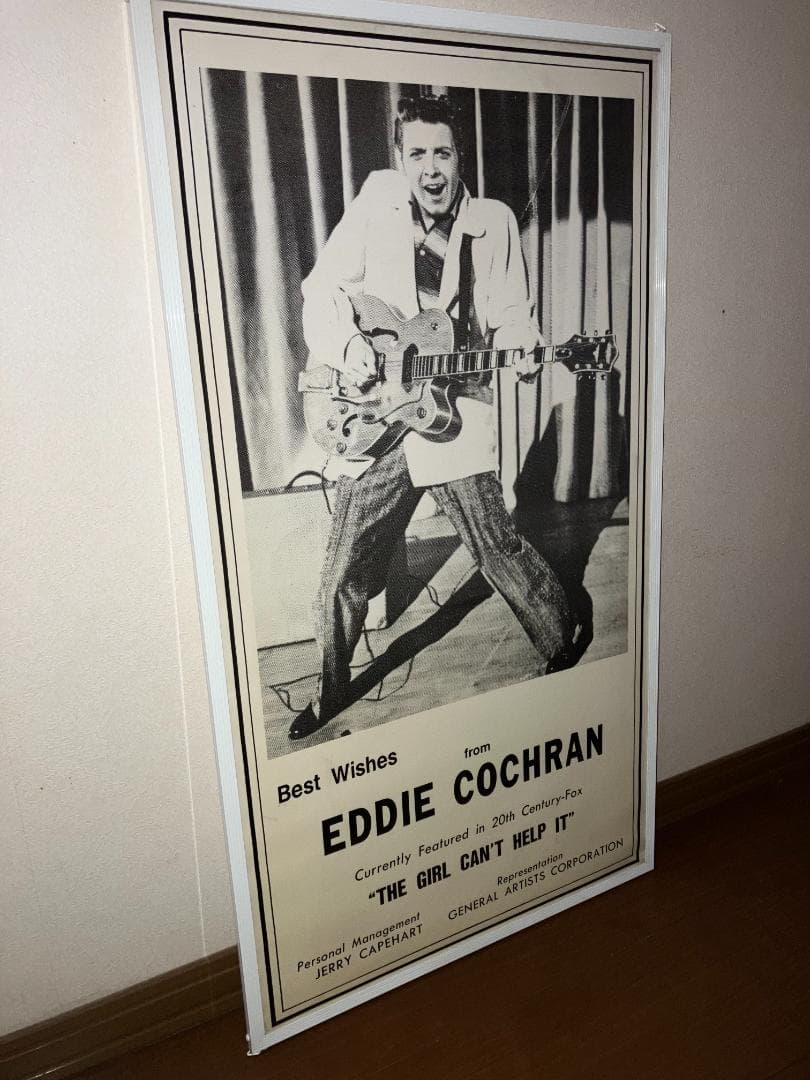 Best Wishes from
EDDIE COCHRAN
Currently Featured in 20th Century-Fox
"THE GIRL CAN'T HELP IT"
Personal Management
JERRY CAPEHART
Representation
GENERAL ARTISTS CORPORATION